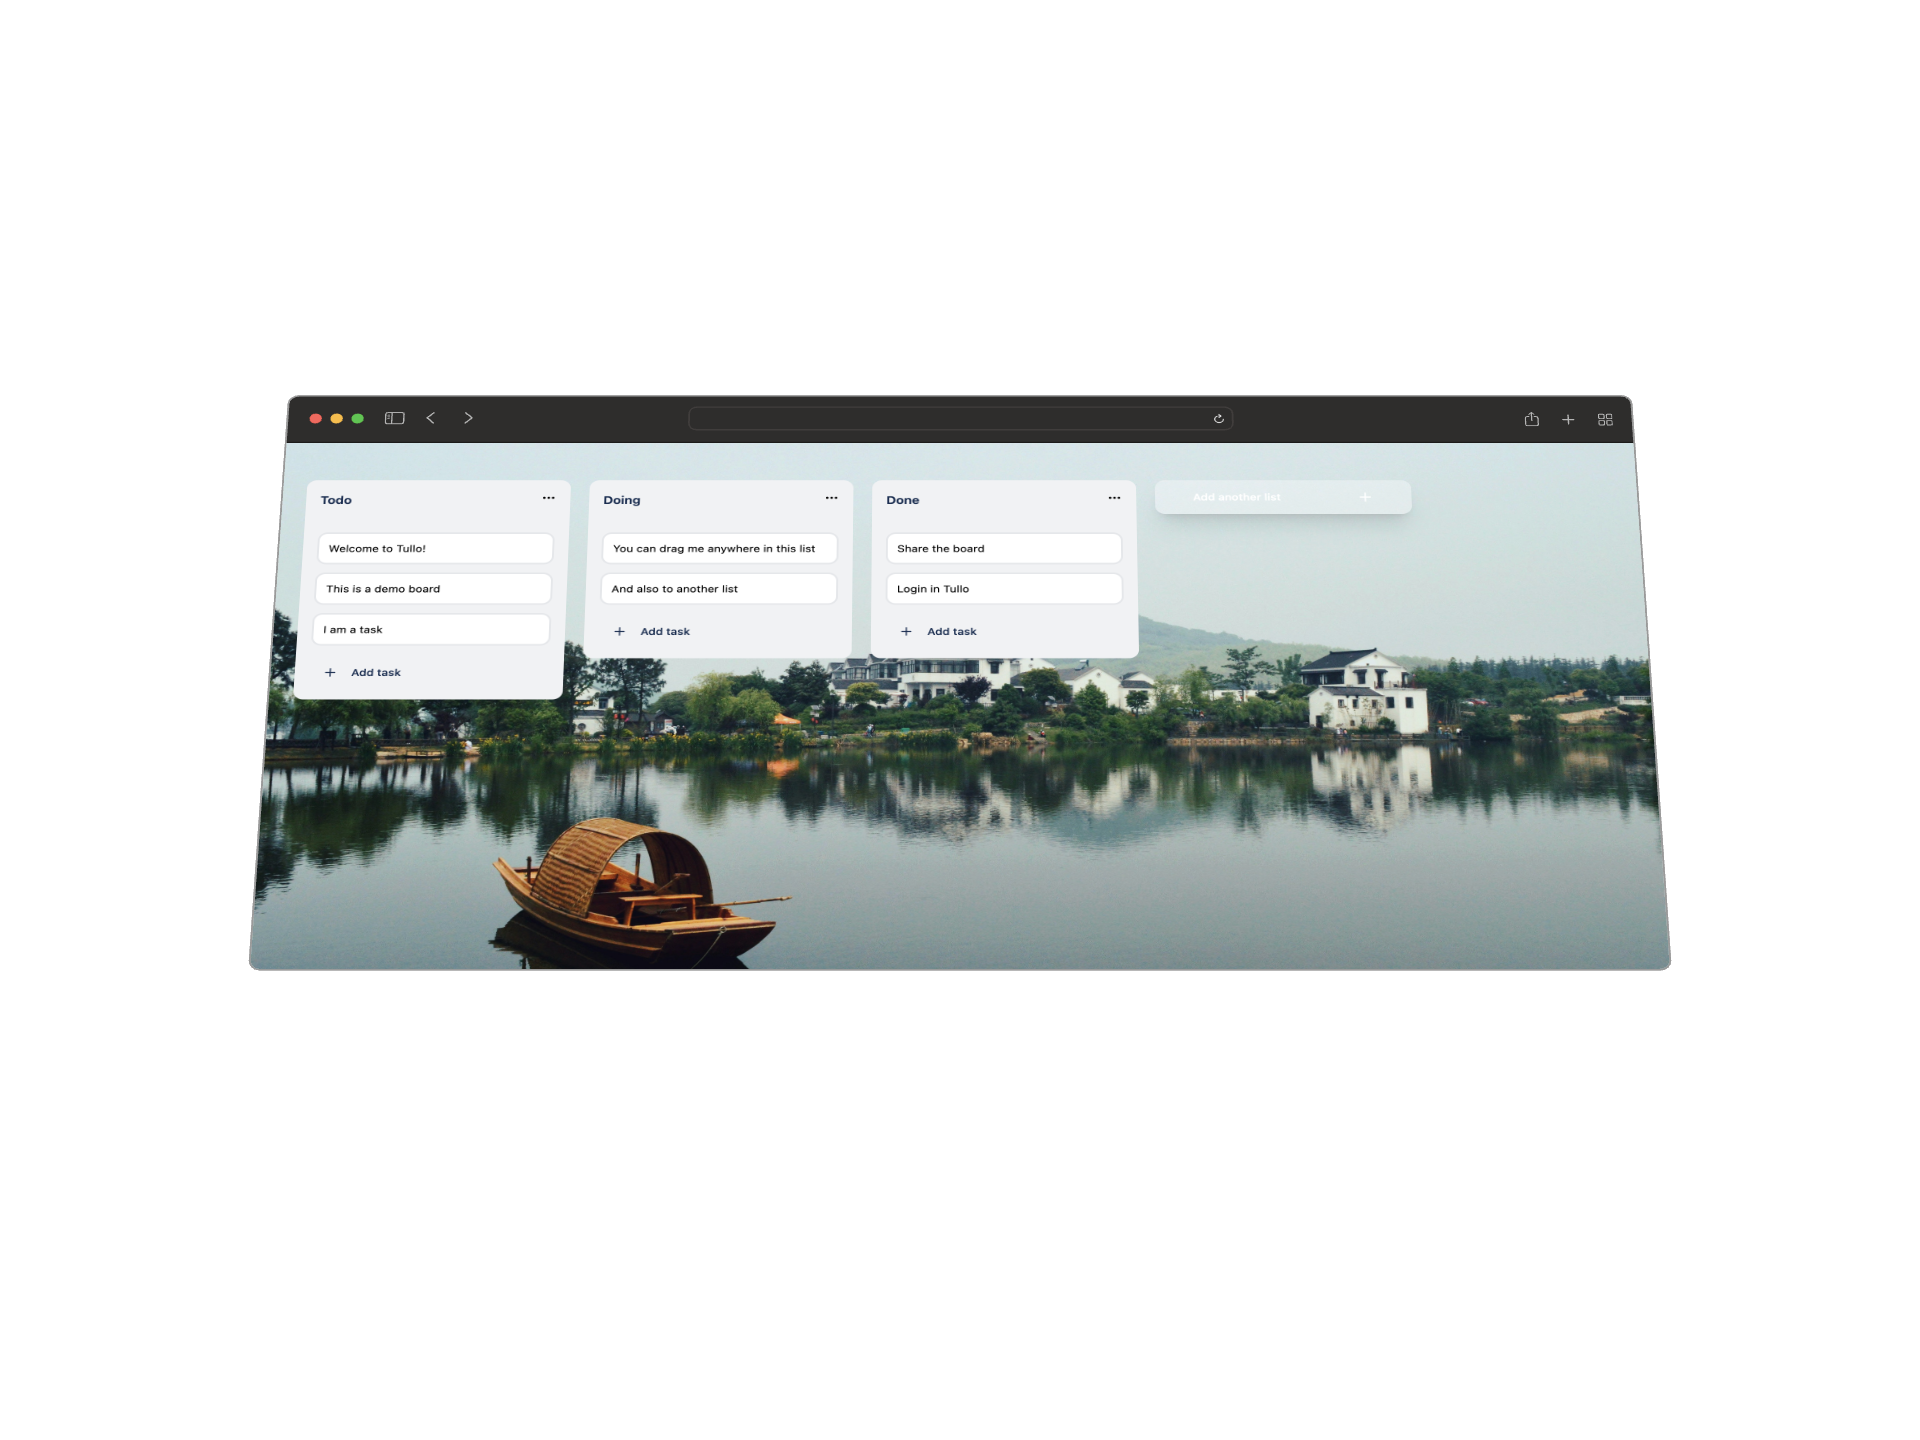 Todo
Welcome to Tullo!
This is a demo board
I am a task
Add task
Doing
You can drag me anywhere in this list
And also to another list
Add task
Done
Share the board
Login in Tullo
Add task
Add another list